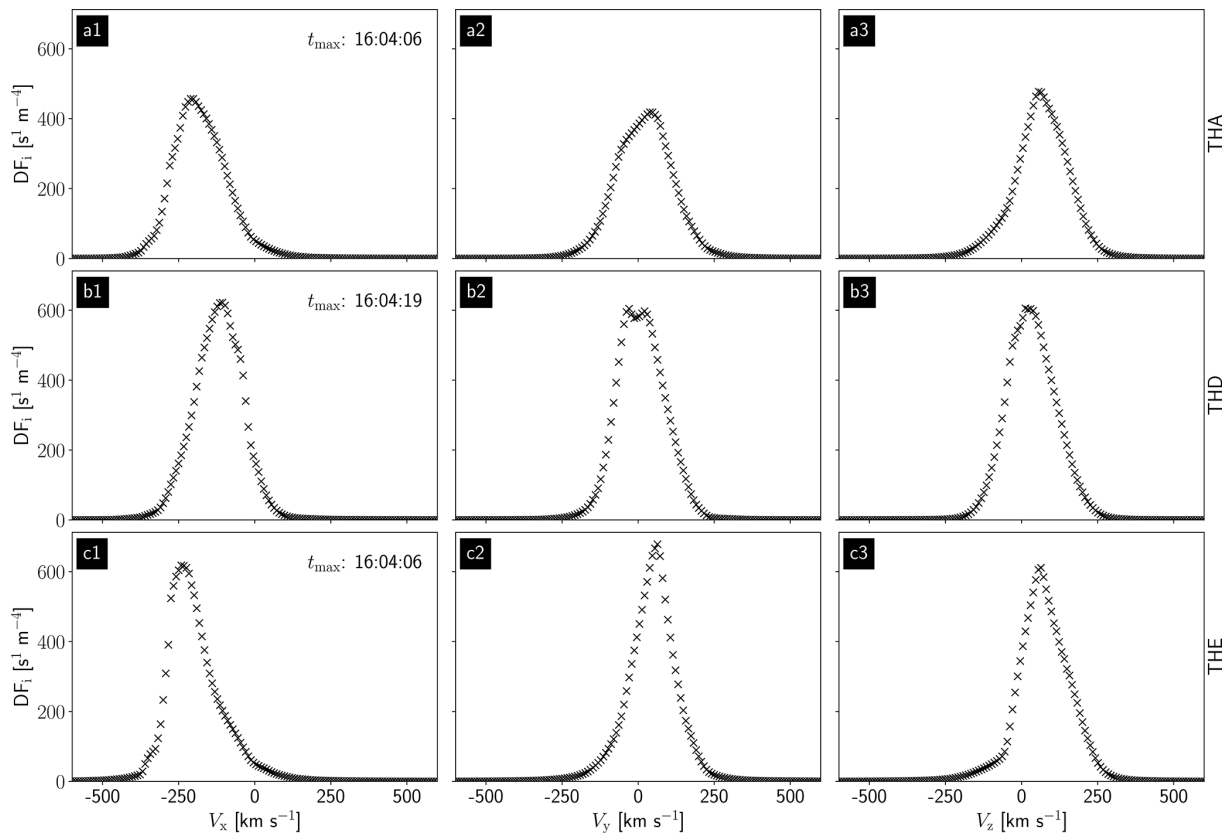 a1
t_max: 16:04:06
a2
a3
600
400
200
0
DF_i [s^1 m^−4]
THA
b1
t_max: 16:04:19
b2
b3
600
400
200
0
DF_i [s^1 m^−4]
THD
c1
t_max: 16:04:06
c2
c3
600
400
200
0
DF_i [s^1 m^−4]
THE
-500 -250 0 250 500
-500 -250 0 250 500
-500 -250 0 250 500
V_x [km s^−1]
V_y [km s^−1]
V_z [km s^−1]